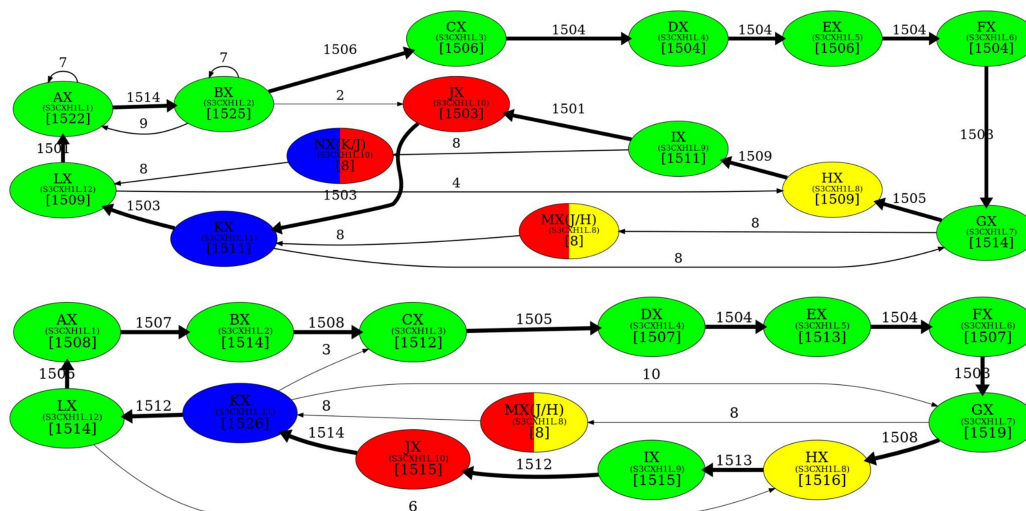 CX
(S3CXH1L.3)
[1506]
1504
DX
(S3CXH1L.4)
[1504]
1504
EX
(S3CXH1L.5)
[1506]
1504
FX
(S3CXH1L.6)
[1504]
7
7
1506
AX
(S3CXH1L.1)
[1522]
1514
BX
(S3CXH1L.2)
[1525]
9
2
JX
(S3CXH1L.10)
[1503]
1501
IX
(S3CXH1L.9)
[1511]
1503
1501
NX(K/J)
(S3CXH1L.10)
[8]
8
8
1509
LX
(S3CXH1L.12)
[1509]
4
HX
(S3CXH1L.8)
[1509]
1503
1503
1505
KX
(S3CXH1L.11)
[1511]
8
MX(J/H)
(S3CXH1L.8)
[8]
8
GX
(S3CXH1L.7)
[1514]
8
AX
(S3CXH1L.1)
[1508]
1507
BX
(S3CXH1L.2)
[1514]
1508
CX
(S3CXH1L.3)
[1512]
1505
DX
(S3CXH1L.4)
[1507]
1504
EX
(S3CXH1L.5)
[1513]
1504
FX
(S3CXH1L.6)
[1507]
3
10
1503
LX
(S3CXH1L.12)
[1514]
1512
KX
(S3CXH1L.11)
[1526]
8
MX(J/H)
(S3CXH1L.8)
[8]
8
GX
(S3CXH1L.7)
[1519]
1514
JX
(S3CXH1L.10)
[1515]
1512
IX
(S3CXH1L.9)
[1515]
1513
HX
(S3CXH1L.8)
[1516]
1508
6